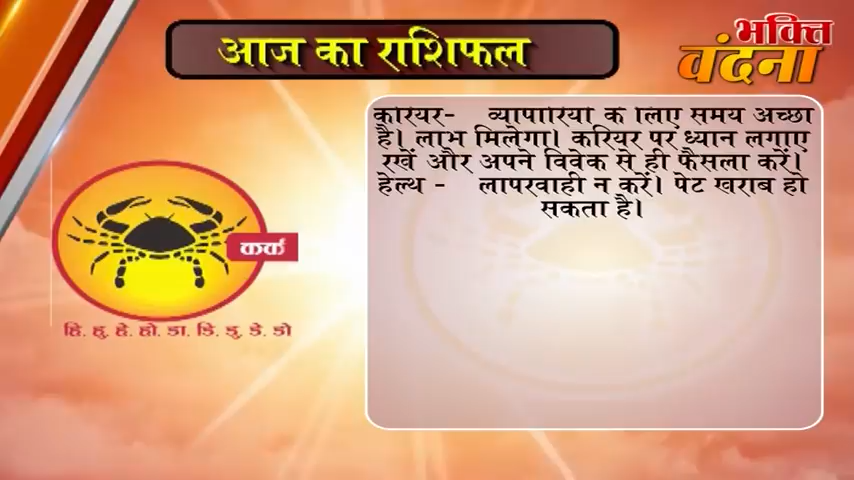 आज का राशिफल
भक्ति
वंदना
करियर- व्यापारियों के लिए समय अच्छा
है। लाभ मिलेगा। करियर पर ध्यान लगाए
रखें और अपने विवेक से ही फैसला करें।
हेल्थ - लापरवाही न करें। पेट खराब हो
सकता है।
कर्क
हि. हु. हे. हो. डा. डि. डु. डे. डो